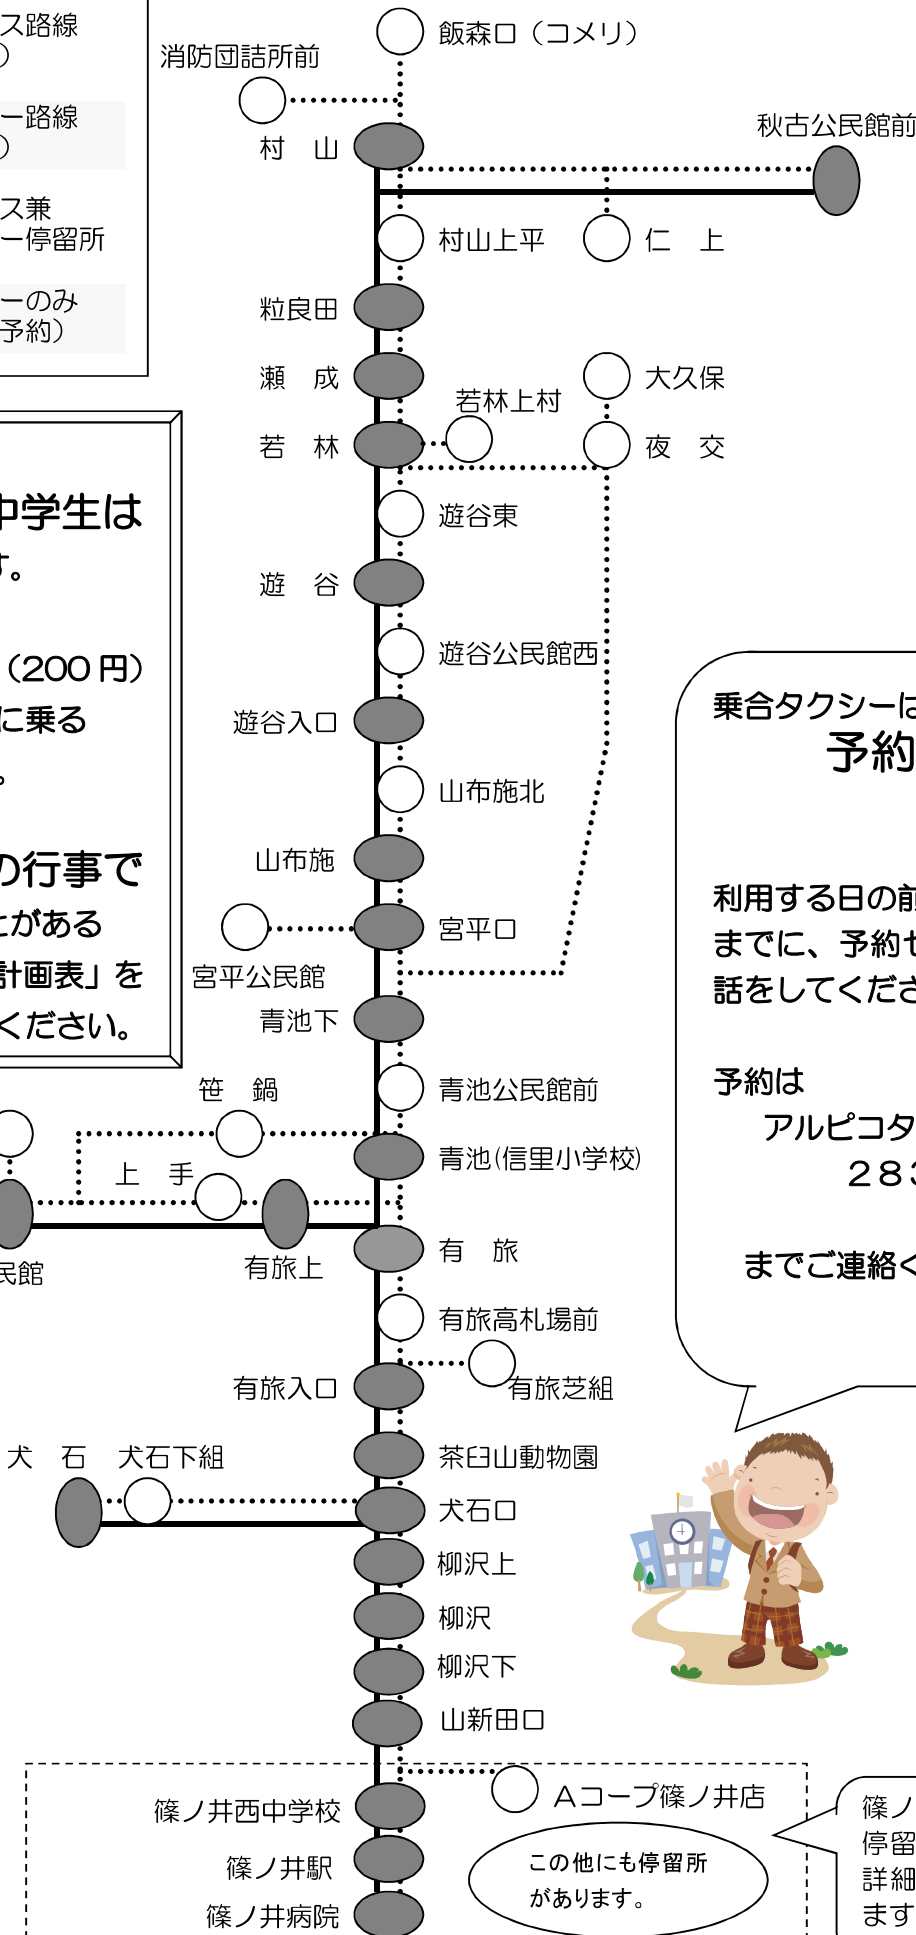 ス路線
）
ー路線
）
ス兼
ー停留所
ーのみ
予約）
飯森口（コメリ）
消防団詰所前
村　山
秋古公民館前
村山上平
仁　上
粒良田
瀬　成
大久保
若林上村
若　林
夜　交
遊谷東
遊　谷
遊谷公民館西
遊谷入口
山布施北
山布施
宮平口
宮平公民館
青池下
笹　鍋
青池公民館前
青池(信里小学校)
上　手
有　旅
有旅上
民館
有旅高札場前
有旅入口
有旅芝組
犬　石
犬石下組
茶臼山動物園
犬石口
柳沢上
柳沢
柳沢下
山新田口
Ａコープ篠ノ井店
篠ノ井西中学校
篠ノ井駅
篠ノ井病院
この他にも停留所
があります。
中学生は
す。
（200 円）
に乗る
。
の行事で
とがある
計画表」を
ください。
乗合タクシーは
予約
利用する日の前
までに、予約セ
話をしてくださ
予約は
アルピコタ
２８３
までご連絡く
篠ノ
停留
詳細
ます